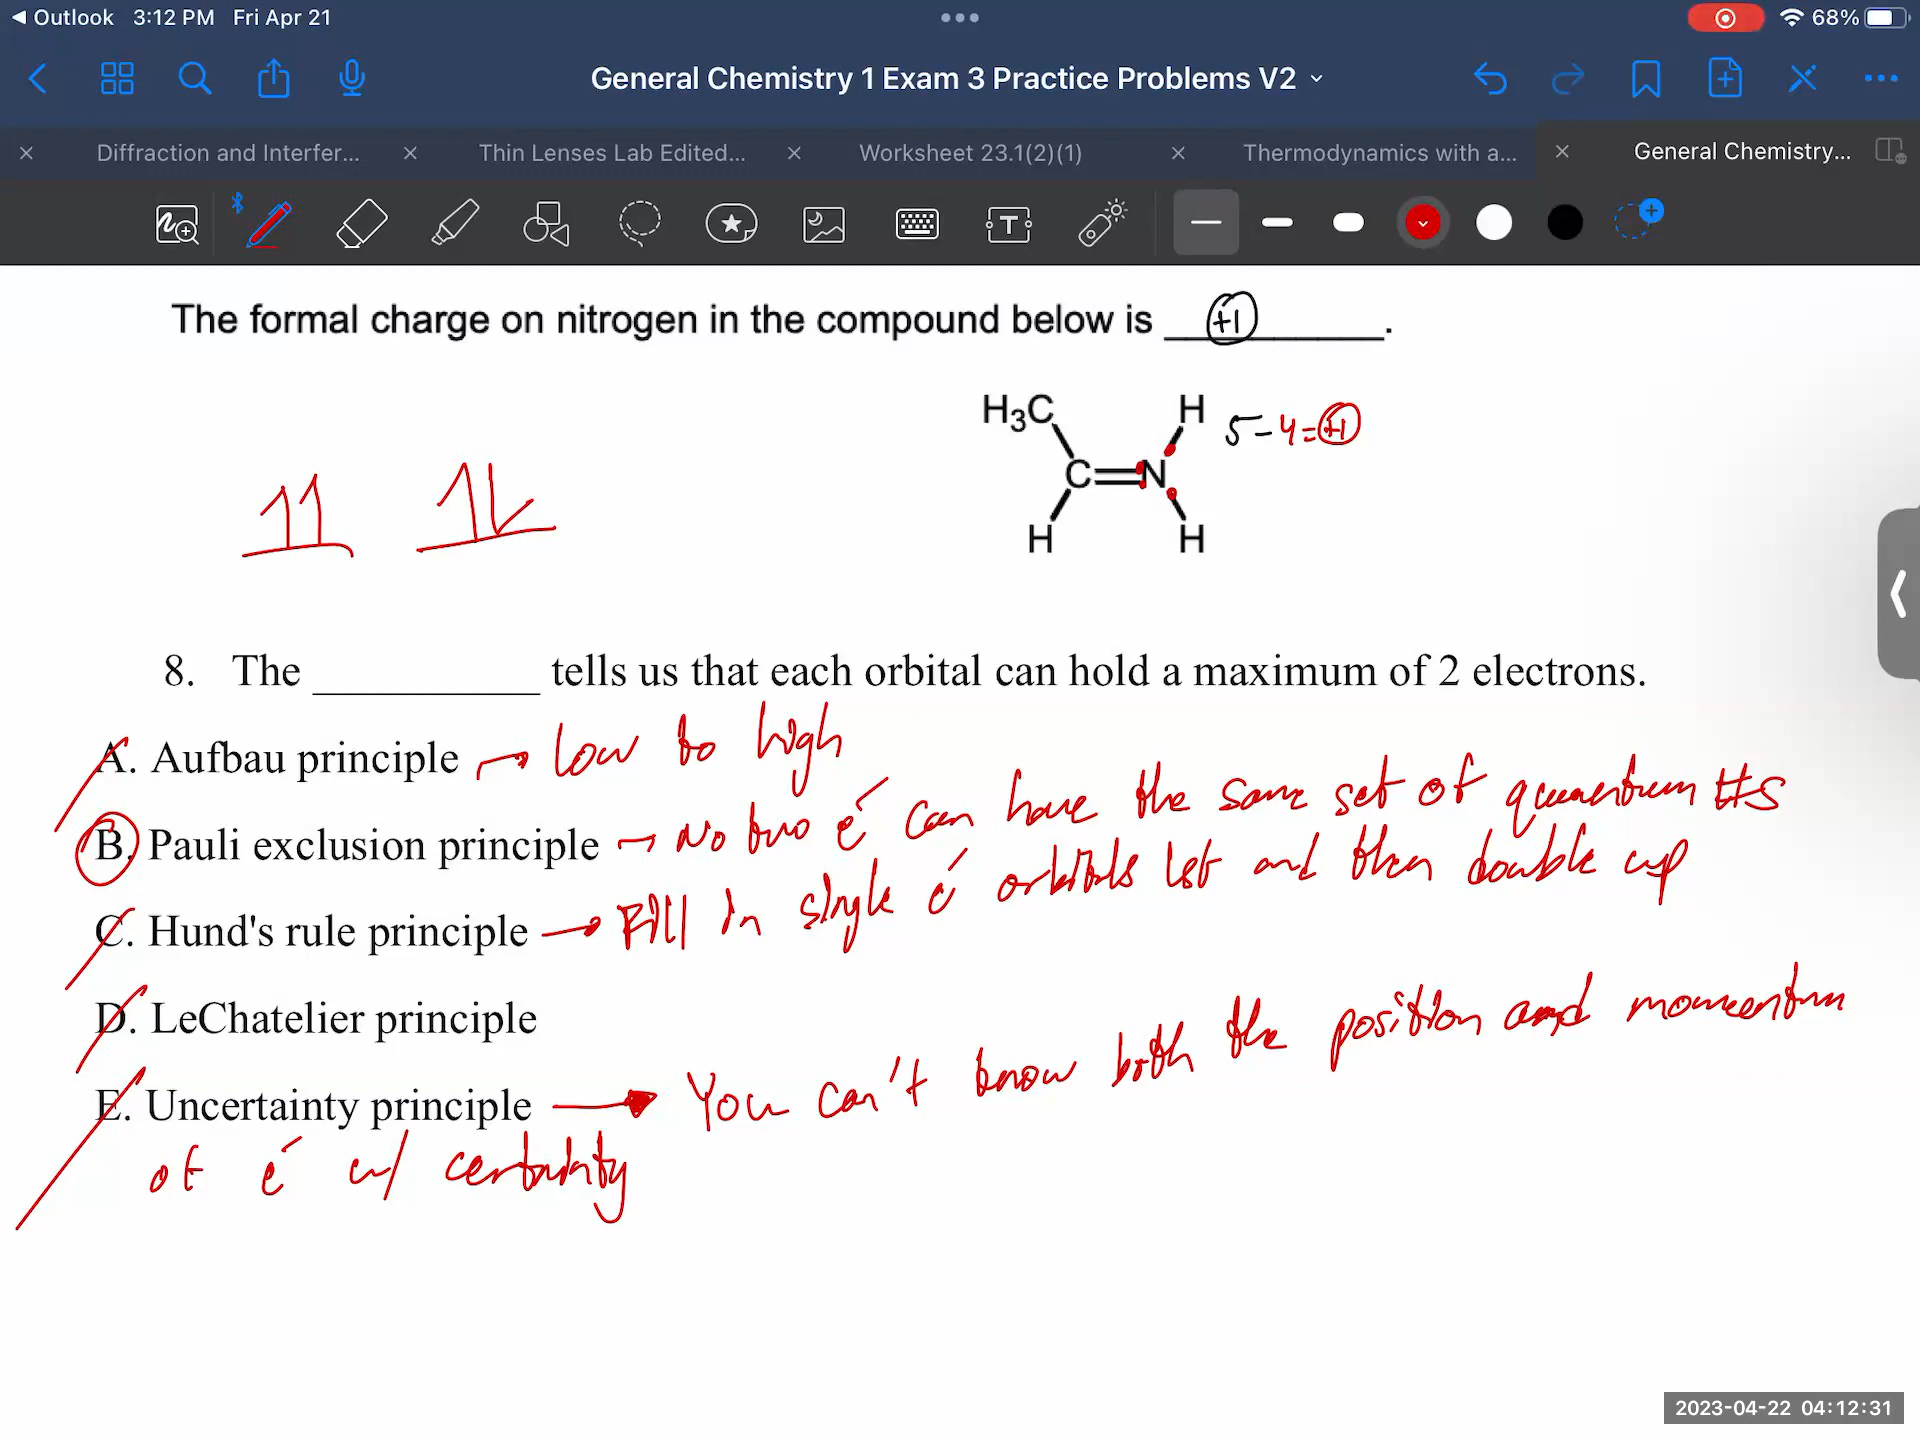 Outlook 3:12 PM Fri Apr 21
68%
General Chemistry 1 Exam 3 Practice Problems V2
Diffraction and Interfer...
Thin Lenses Lab Edited...
Worksheet 23.1(2)(1)
Thermodynamics with a...
General Chemistry...
The formal charge on nitrogen in the compound below is +1.
H₃C H 5-4=+1
C=N
H H
8. The __________ tells us that each orbital can hold a maximum of 2 electrons.
A. Aufbau principle → low to high
B. Pauli exclusion principle → No two e⁻ can have the same set of quantum #s
C. Hund's rule principle → Fill in single e⁻ orbitals 1st and then double up
D. LeChatelier principle
E. Uncertainty principle → You can't know both the position and momentum
of e⁻ w/ certainty
2023-04-22 04:12:31